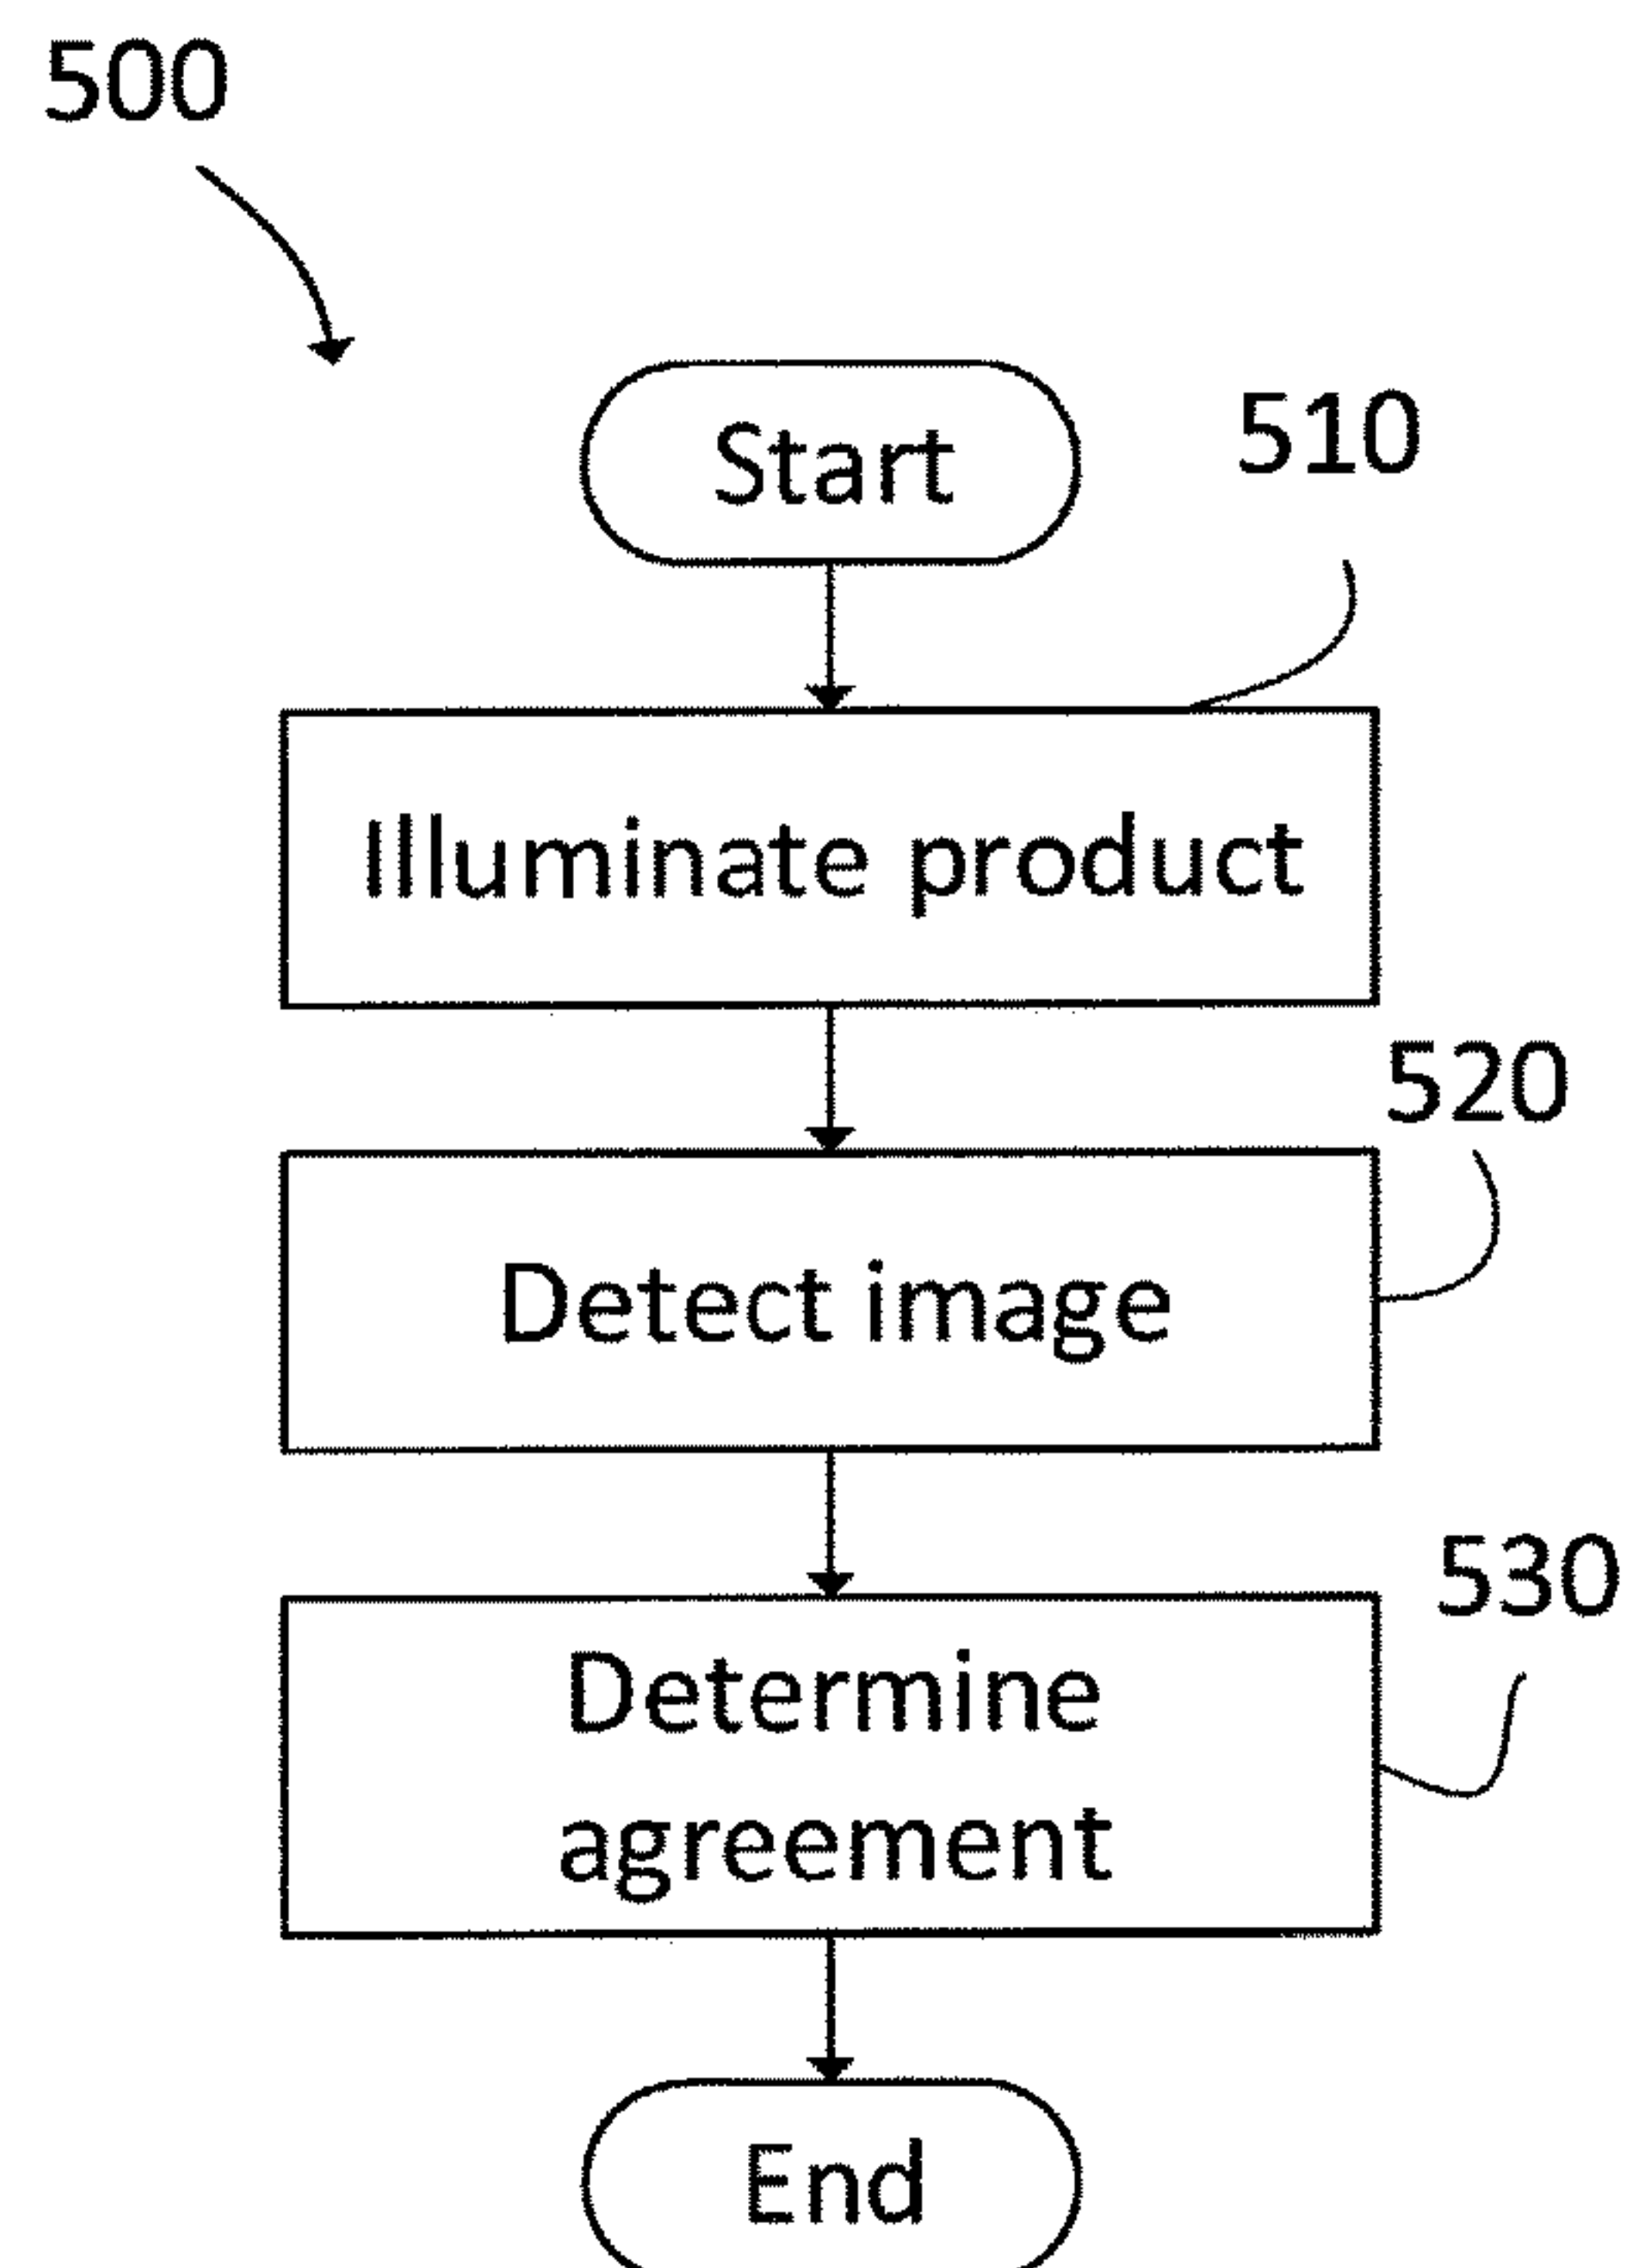 500
Start
510
Illuminate product
520
Detect image
530
Determine
agreement
End